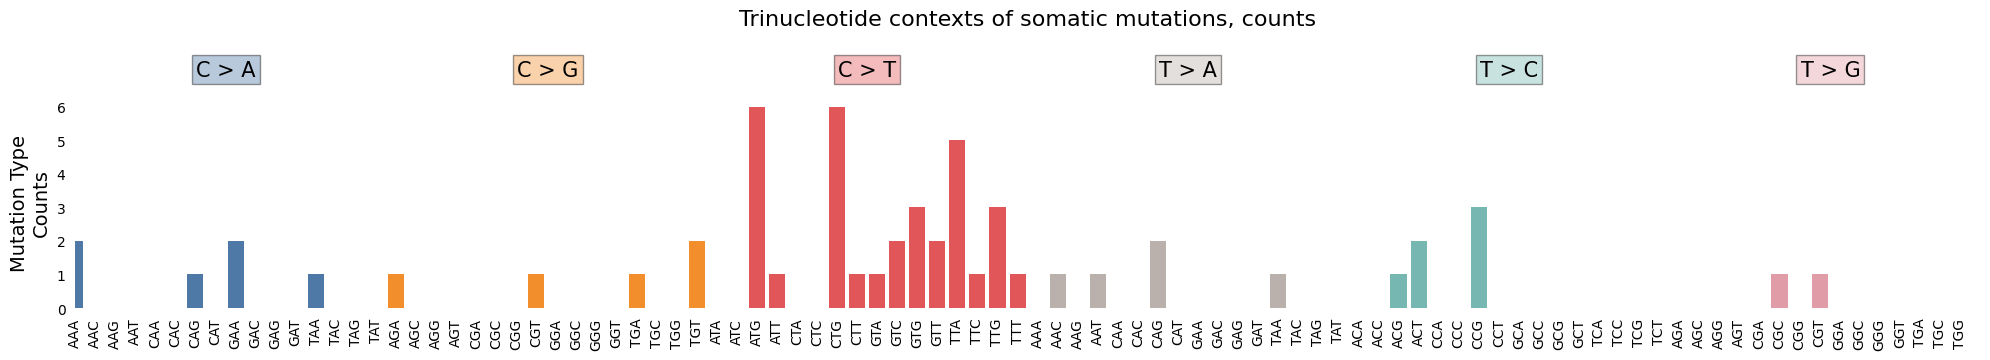 Trinucleotide contexts of somatic mutations, counts
C > A
C > G
C > T
T > A
T > C
T > G
Mutation Type
Counts
6
5
4
3
2
1
0
AAA
AAC
AAG
AAT
CAA
CAC
CAG
CAT
GAA
GAC
GAG
GAT
TAA
TAC
TAG
TAT
AGA
AGC
AGG
AGT
CGA
CGC
CGG
CGT
GGA
GGC
GGG
GGT
TGA
TGC
TGG
TGT
ATA
ATC
ATG
ATT
CTA
CTC
CTG
CTT
GTA
GTC
GTG
GTT
TTA
TTC
TTG
TTT
AAA
AAC
AAG
AAT
CAA
CAC
CAG
CAT
GAA
GAC
GAG
GAT
TAA
TAC
TAG
TAT
ACA
ACC
ACG
ACT
CCA
CCC
CCG
CCT
GCA
GCC
GCG
GCT
TCA
TCC
TCG
TCT
AGA
AGC
AGG
AGT
CGA
CGC
CGG
CGT
GGA
GGC
GGG
GGT
TGA
TGC
TGG